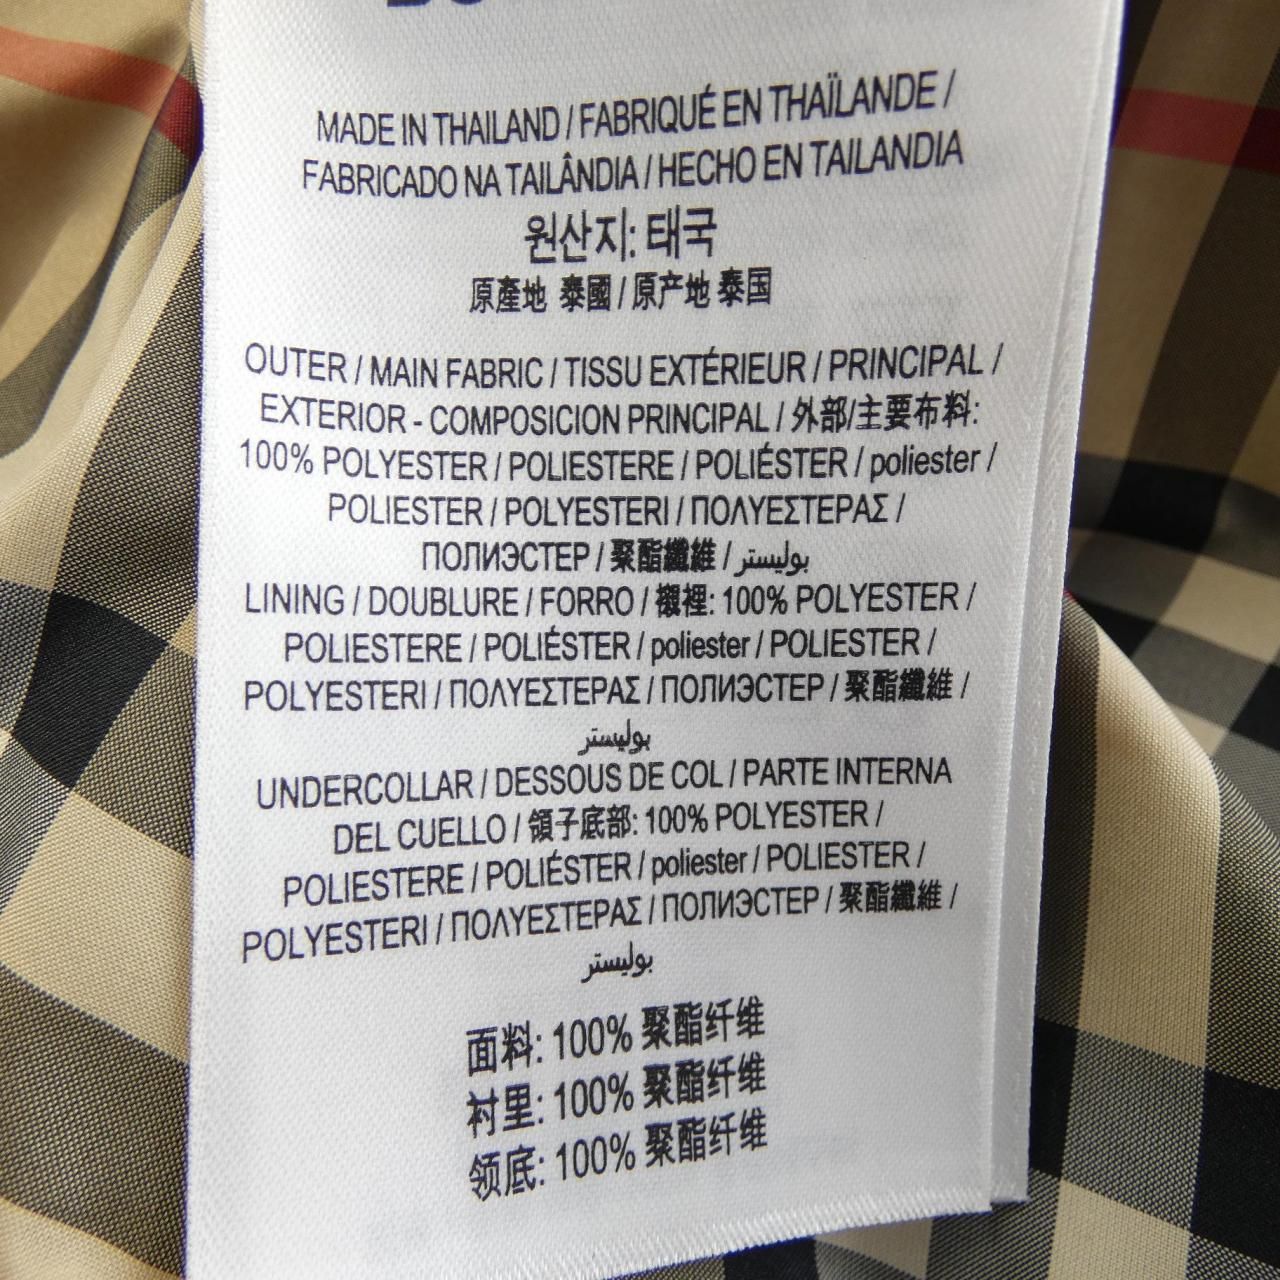 MADE IN THAILAND / FABRIQUÉ EN THAÏLANDE /
FABRICADO NA TAILÂNDIA / HECHO EN TAILANDIA
원산지: 태국
原產地 泰國 / 原产地 泰国
OUTER / MAIN FABRIC / TISSU EXTÉRIEUR / PRINCIPAL /
EXTERIOR - COMPOSICION PRINCIPAL / 外部/主要布料:
100% POLYESTER / POLIESTERE / POLIÉSTER / poliester /
POLIESTER / POLYESTERI / ΠΟΛΥΕΣΤΕΡΑΣ /
ПОЛИЭСТЕР / 聚酯纖維 / بوليستر
LINING / DOUBLURE / FORRO / 襯裡: 100% POLYESTER /
POLIESTERE / POLIÉSTER / poliester / POLIESTER /
POLYESTERI / ΠΟΛΥΕΣΤΕΡΑΣ / ПОЛИЭСТЕР / 聚酯纖維 /
بوليستر
UNDERCOLLAR / DESSOUS DE COL / PARTE INTERNA
DEL CUELLO / 領子底部: 100% POLYESTER /
POLIESTERE / POLIÉSTER / poliester / POLIESTER /
POLYESTERI / ΠΟΛΥΕΣΤΕΡΑΣ / ПОЛИЭСТЕР / 聚酯纖維 /
بوليستر
面料: 100% 聚酯纤维
衬里: 100% 聚酯纤维
领底: 100% 聚酯纤维